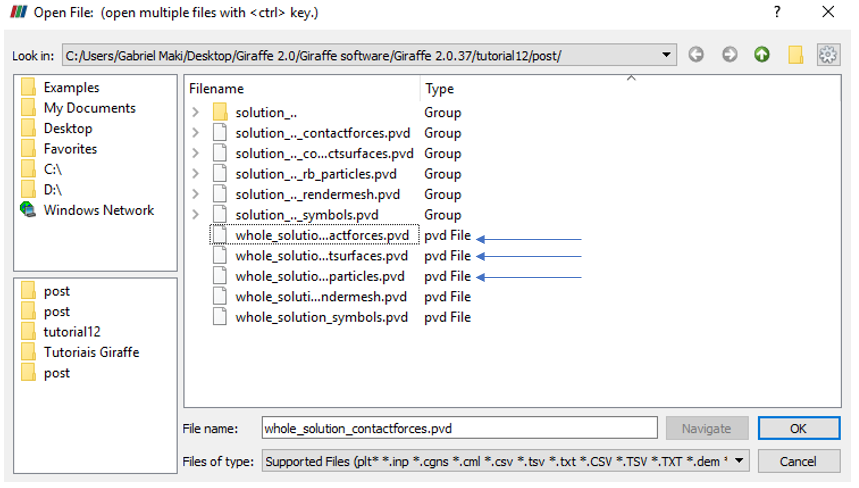 Open File: (open multiple files with <ctrl> key.)
Look in: C:/Users/Gabriel Maki/Desktop/Giraffe 2.0/Giraffe software/Giraffe 2.0.37/tutorial12/post/
Examples
My Documents
Desktop
Favorites
C:\
D:\
Windows Network
post
post
tutorial12
Tutoriais Giraffe
post
Filename Type
solution_.. Group
solution_.._contactforces.pvd Group
solution_.._co...ctsurfaces.pvd Group
solution_.._rb_particles.pvd Group
solution_.._rendermesh.pvd Group
solution_.._symbols.pvd Group
whole_solutio...actforces.pvd pvd File
whole_solutio...tsurfaces.pvd pvd File
whole_solutio...particles.pvd pvd File
whole_soluti...ndermesh.pvd pvd File
whole_solution_symbols.pvd pvd File
File name: whole_solution_contactforces.pvd Navigate OK
Files of type: Supported Files (plt* *.inp *.cgns *.cml *.csv *.tsv *.txt *.CSV *.TSV *.TXT *.dem * Cancel